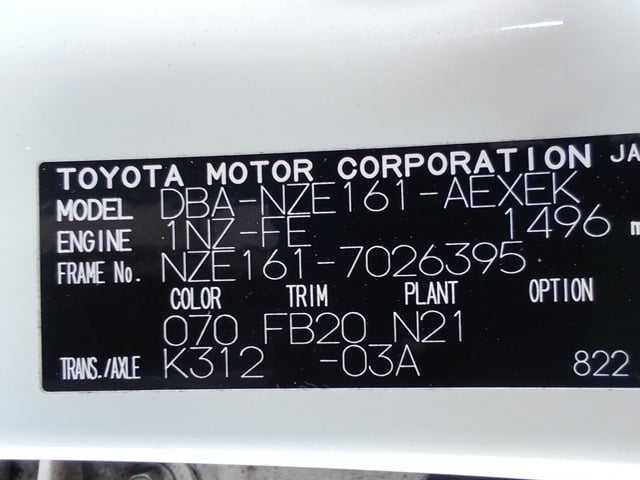 TOYOTA MOTOR CORPORATION JA
MODEL DBA-NZE161-AEXEK
ENGINE 1NZ-FE 1496 m
FRAME No. NZE161-7026395
COLOR TRIM PLANT OPTION
070 FB20 N21
TRANS./AXLE K312 -03A 822